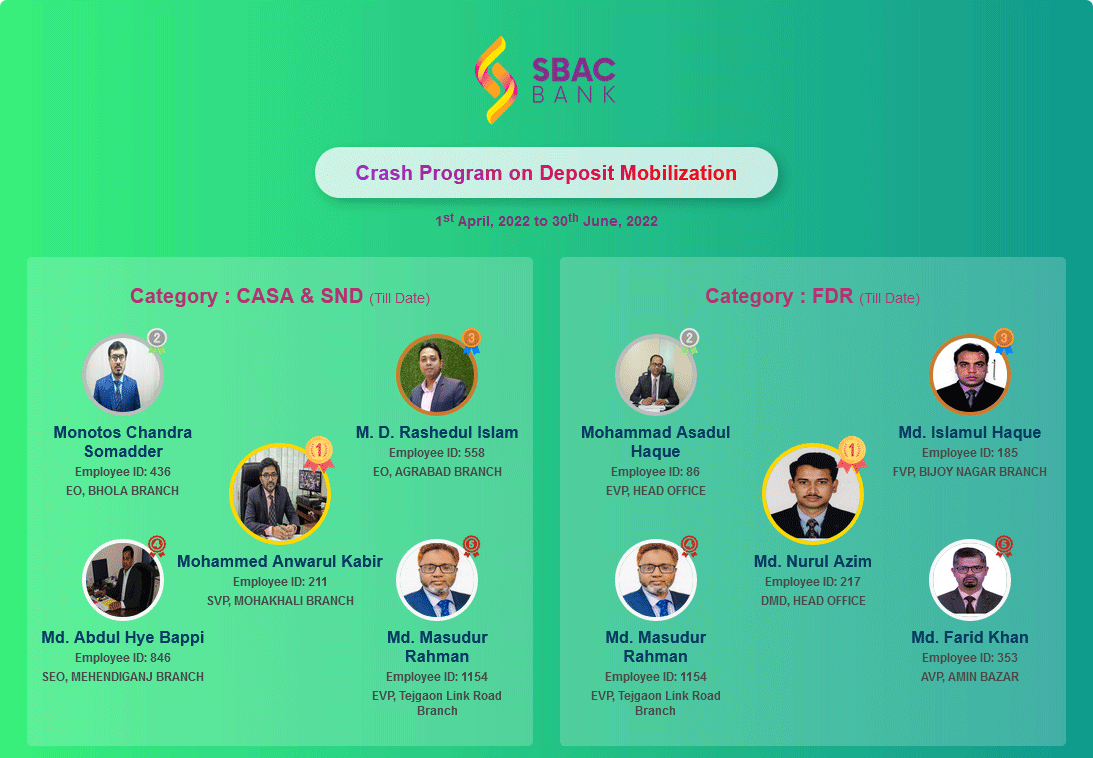 SBAC
BANK
Crash Program on Deposit Mobilization
1st April, 2022 to 30th June, 2022
Category : CASA & SND (Till Date)
2
Monotos Chandra
Somadder
Employee ID: 436
EO, BHOLA BRANCH
3
M. D. Rashedul Islam
Employee ID: 558
EO, AGRABAD BRANCH
1
Mohammed Anwarul Kabir
Employee ID: 211
SVP, MOHAKHALI BRANCH
4
Md. Abdul Hye Bappi
Employee ID: 846
SEO, MEHENDIGANJ BRANCH
5
Md. Masudur
Rahman
Employee ID: 1154
EVP, Tejgaon Link Road
Branch
Category : FDR (Till Date)
2
Mohammad Asadul
Haque
Employee ID: 86
EVP, HEAD OFFICE
3
Md. Islamul Haque
Employee ID: 185
FVP, BIJOY NAGAR BRANCH
1
Md. Nurul Azim
Employee ID: 217
DMD, HEAD OFFICE
4
Md. Masudur
Rahman
Employee ID: 1154
EVP, Tejgaon Link Road
Branch
5
Md. Farid Khan
Employee ID: 353
AVP, AMIN BAZAR